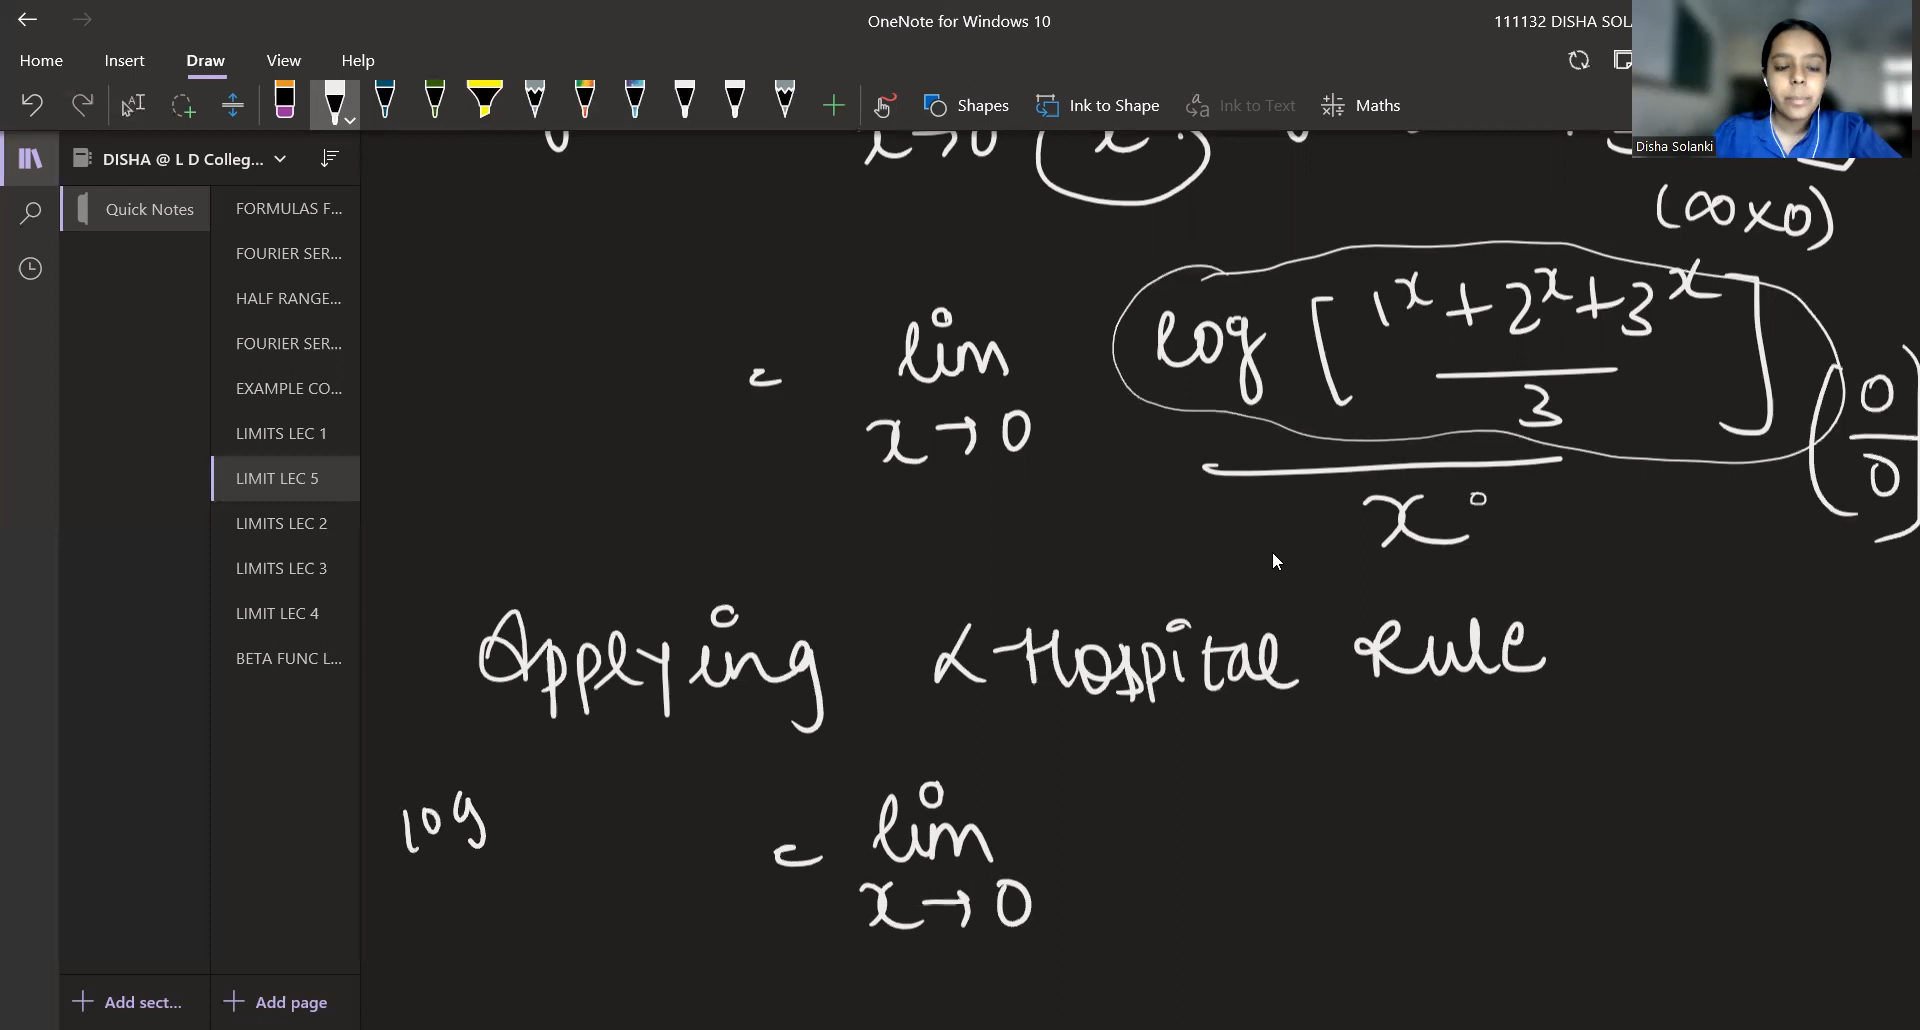 OneNote for Windows 10
111132 DISHA SOL
Home Insert Draw View Help
Shapes Ink to Shape Ink to Text Maths
DISHA @ L D Colleg...
Quick Notes
FORMULAS F...
FOURIER SER...
HALF RANGE...
FOURIER SER...
EXAMPLE CO...
LIMITS LEC 1
LIMIT LEC 5
LIMITS LEC 2
LIMITS LEC 3
LIMIT LEC 4
BETA FUNC L...
Add sect...
Add page
Disha Solanki
x→0
(∞×0)
= lim x→0 log [ 1^x + 2^x + 3^x / 3 ] / x (0/0)
Applying L-Hospital Rule
log = lim x→0